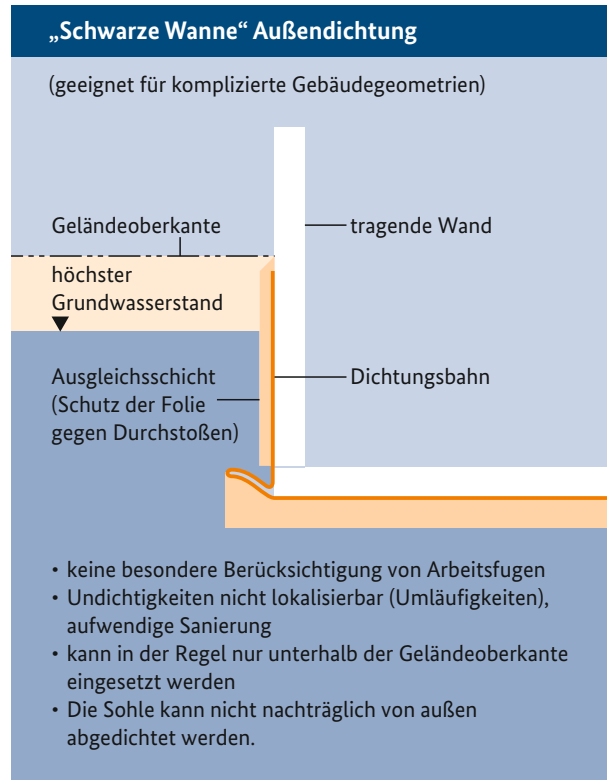 „Schwarze Wanne“ Außendichtung
(geeignet für komplizierte Gebäudegeometrien)
Geländeoberkante
tragende Wand
höchster
Grundwasserstand
Ausgleichsschicht
(Schutz der Folie
gegen Durchstoßen)
Dichtungsbahn
• keine besondere Berücksichtigung von Arbeitsfugen
• Undichtigkeiten nicht lokalisierbar (Umläufigkeiten),
aufwendige Sanierung
• kann in der Regel nur unterhalb der Geländeoberkante
eingesetzt werden
• Die Sohle kann nicht nachträglich von außen
abgedichtet werden.